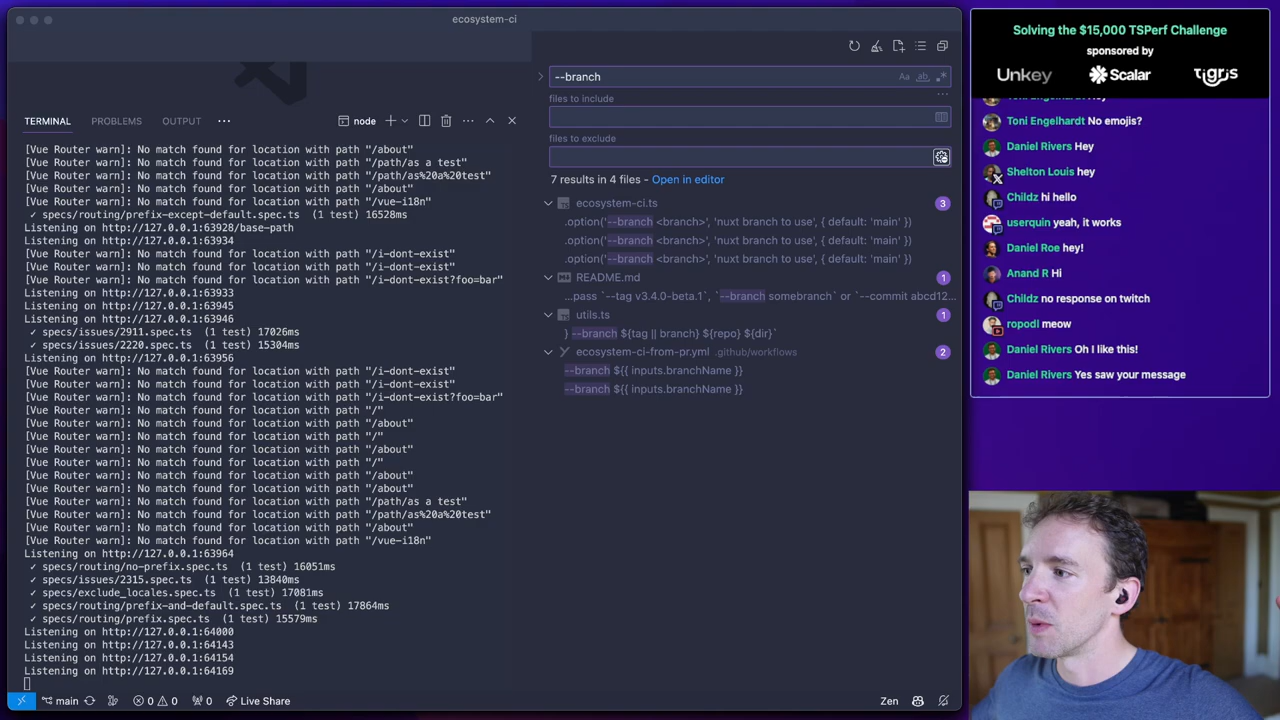 ecosystem-ci
TERMINAL
PROBLEMS
OUTPUT
node
[Vue Router warn]: No match found for location with path "/about"
[Vue Router warn]: No match found for location with path "/path/as a test"
[Vue Router warn]: No match found for location with path "/path/as%20a%20test"
[Vue Router warn]: No match found for location with path "/about"
[Vue Router warn]: No match found for location with path "/vue-i18n"
✓ specs/routing/prefix-except-default.spec.ts (1 test) 16528ms
Listening on http://127.0.0.1:63928/base-path
Listening on http://127.0.0.1:63934
[Vue Router warn]: No match found for location with path "/i-dont-exist"
[Vue Router warn]: No match found for location with path "/i-dont-exist"
[Vue Router warn]: No match found for location with path "/i-dont-exist?foo=bar"
Listening on http://127.0.0.1:63933
Listening on http://127.0.0.1:63945
Listening on http://127.0.0.1:63946
✓ specs/issues/2911.spec.ts (1 test) 17026ms
✓ specs/issues/2220.spec.ts (1 test) 15304ms
Listening on http://127.0.0.1:63956
[Vue Router warn]: No match found for location with path "/i-dont-exist"
[Vue Router warn]: No match found for location with path "/i-dont-exist"
[Vue Router warn]: No match found for location with path "/i-dont-exist?foo=bar"
[Vue Router warn]: No match found for location with path "/"
[Vue Router warn]: No match found for location with path "/about"
[Vue Router warn]: No match found for location with path "/"
[Vue Router warn]: No match found for location with path "/about"
[Vue Router warn]: No match found for location with path "/"
[Vue Router warn]: No match found for location with path "/about"
[Vue Router warn]: No match found for location with path "/about"
[Vue Router warn]: No match found for location with path "/path/as a test"
[Vue Router warn]: No match found for location with path "/path/as%20a%20test"
[Vue Router warn]: No match found for location with path "/about"
[Vue Router warn]: No match found for location with path "/vue-i18n"
Listening on http://127.0.0.1:63964
✓ specs/routing/no-prefix.spec.ts (1 test) 16051ms
✓ specs/issues/2315.spec.ts (1 test) 13840ms
✓ specs/exclude_locales.spec.ts (1 test) 17081ms
✓ specs/routing/prefix-and-default.spec.ts (1 test) 17864ms
✓ specs/routing/prefix.spec.ts (1 test) 15579ms
Listening on http://127.0.0.1:64000
Listening on http://127.0.0.1:64143
Listening on http://127.0.0.1:64154
Listening on http://127.0.0.1:64169
main
0
0
0
Live Share
Zen
--branch
Aa
ab
files to include
files to exclude
7 results in 4 files - Open in editor
ecosystem-ci.ts
3
.option('--branch <branch>', 'nuxt branch to use', { default: 'main' })
.option('--branch <branch>', 'nuxt branch to use', { default: 'main' })
.option('--branch <branch>', 'nuxt branch to use', { default: 'main' })
README.md
1
…pass `--tag v3.4.0-beta.1`, `--branch somebranch` or `--commit abcd12…
utils.ts
1
} --branch ${tag || branch} ${repo} ${dir}`
ecosystem-ci-from-pr.yml .github/workflows
2
--branch ${{ inputs.branchName }}
--branch ${{ inputs.branchName }}
Solving the $15,000 TSPerf Challenge
sponsored by
Unkey
Scalar
tigris
Toni Engelhardt No emojis?
Daniel Rivers Hey
Shelton Louis hey
Childz hi hello
userquin yeah, it works
Daniel Roe hey!
Anand R Hi
Childz no response on twitch
ropodl meow
Daniel Rivers Oh I like this!
Daniel Rivers Yes saw your message